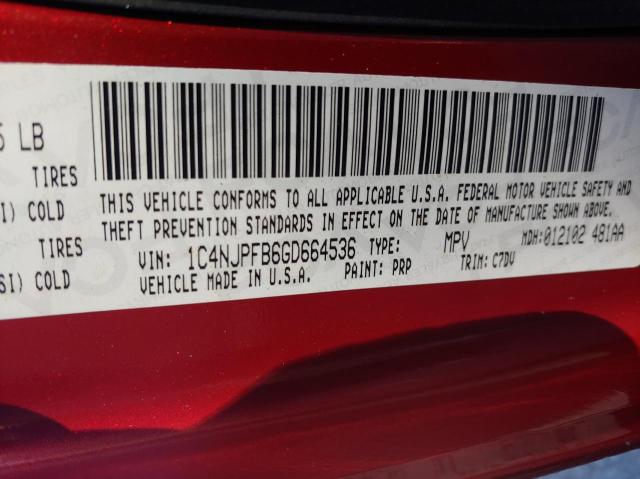 5 LB
TIRES
SI) COLD
TIRES
SI) COLD
THIS VEHICLE CONFORMS TO ALL APPLICABLE U.S.A. FEDERAL MOTOR VEHICLE SAFETY AND
THEFT PREVENTION STANDARDS IN EFFECT ON THE DATE OF MANUFACTURE SHOWN ABOVE.
VIN: 1C4NJPFB6GD664536 TYPE: MPV MDH:012102 481AA
VEHICLE MADE IN U.S.A. PAINT: PRP TRIM: C7DV